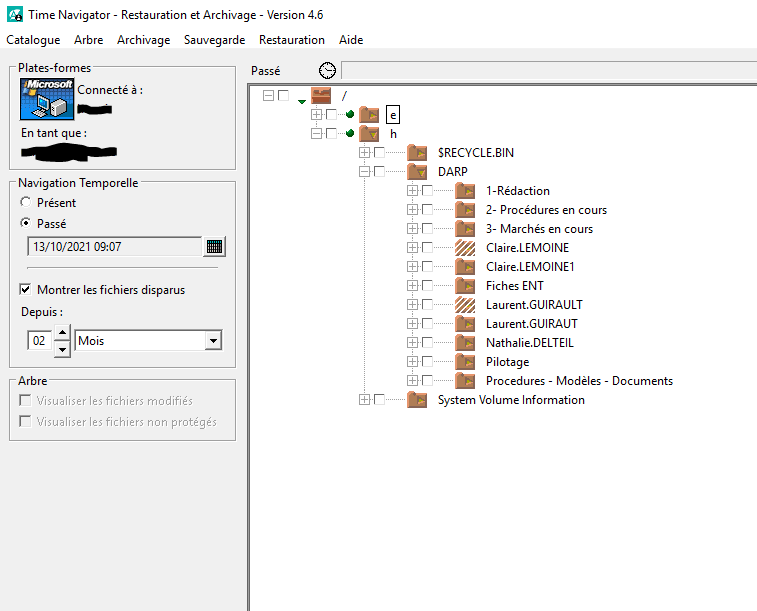 Time Navigator - Restauration et Archivage - Version 4.6
Catalogue Arbre Archivage Sauvegarde Restauration Aide
Plates-formes
Microsoft
Connecté à :
En tant que :
Navigation Temporelle
Présent
Passé
13/10/2021 09:07
Montrer les fichiers disparus
Depuis :
02 Mois
Arbre
Visualiser les fichiers modifiés
Visualiser les fichiers non protégés
Passé
/
e
h
$RECYCLE.BIN
DARP
1-Rédaction
2- Procédures en cours
3- Marchés en cours
Claire.LEMOINE
Claire.LEMOINE1
Fiches ENT
Laurent.GUIRAULT
Laurent.GUIRAUT
Nathalie.DELTEIL
Pilotage
Procedures - Modèles - Documents
System Volume Information